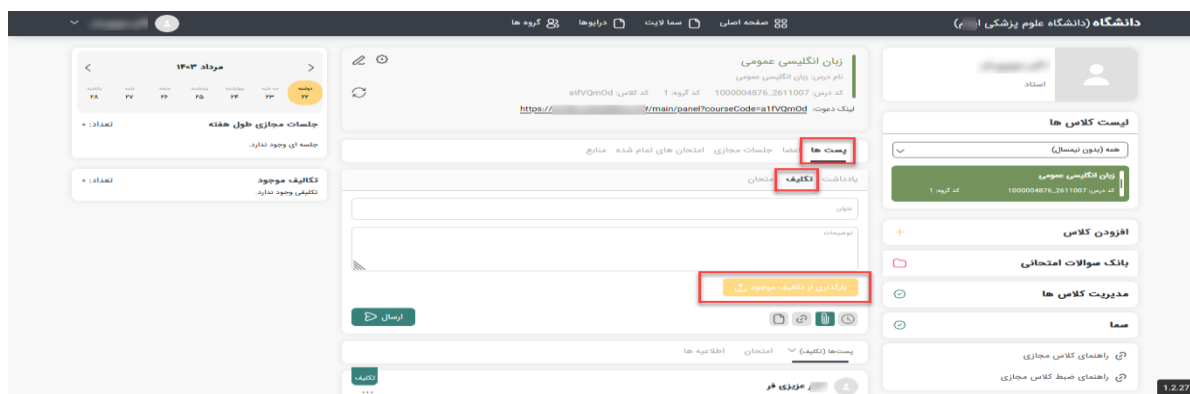 دانشگاه (دانشگاه علوم پزشکی
صفحه اصلی
سما لایت
درایوها
گروه ها
استاد
لیست کلاس ها
همه (بدون نیمسال)
زبان انگلیسی عمومی
کد درس: 2611007_1000004876 کد گروه: 1
افزودن کلاس
بانک سوالات امتحانی
مدیریت کلاس ها
سما
راهنمای کلاس مجازی
راهنمای ضبط کلاس مجازی
زبان انگلیسی عمومی
نام درس: زبان انگلیسی عمومی
کد درس: 2611007_1000004876 کد گروه: 1 کد کلاس: a1fVQmOd
لینک دعوت: https:// /main/panel?courseCode=a1fVQmOd
پست ها اعضا جلسات مجازی امتحان های تمام شده منابع
یادداشت تکلیف امتحان
عنوان
توضیحات
بارگذاری از تکالیف موجود
ارسال
پست‌ها (تکلیف) امتحان اطلاعیه ها
تکلیف
عزیزی فر
مرداد ۱۴۰۳
دوشنبه سه شنبه چهارشنبه پنجشنبه جمعه شنبه یکشنبه
۲۲ ۲۳ ۲۴ ۲۵ ۲۶ ۲۷ ۲۸
جلسات مجازی طول هفته تعداد: ۰
جلسه ای وجود ندارد.
تکالیف موجود تعداد: ۰
تکلیفی وجود ندارد.
1.2.27